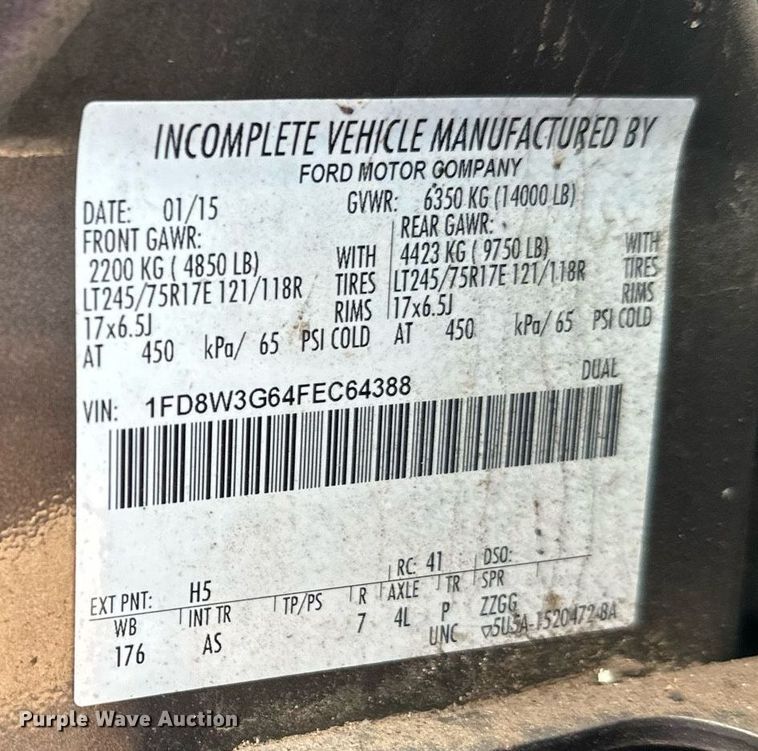 INCOMPLETE VEHICLE MANUFACTURED BY
FORD MOTOR COMPANY
DATE: 01/15 GVWR: 6350 KG (14000 LB)
FRONT GAWR: REAR GAWR:
2200 KG ( 4850 LB) WITH 4423 KG ( 9750 LB) WITH
LT245/75R17E 121/118R TIRES LT245/75R17E 121/118R TIRES
17x6.5J RIMS 17x6.5J RIMS
AT 450 kPa/ 65 PSI COLD AT 450 kPa/ 65 PSI COLD
DUAL
VIN: 1FD8W3G64FEC64388
EXT PNT: H5 RC: 41 DSO:
WB INT TR TP/PS R AXLE TR SPR
176 AS 7 4L P ZZGG
UNC ▽5U5A-1520472-BA
Purple Wave Auction